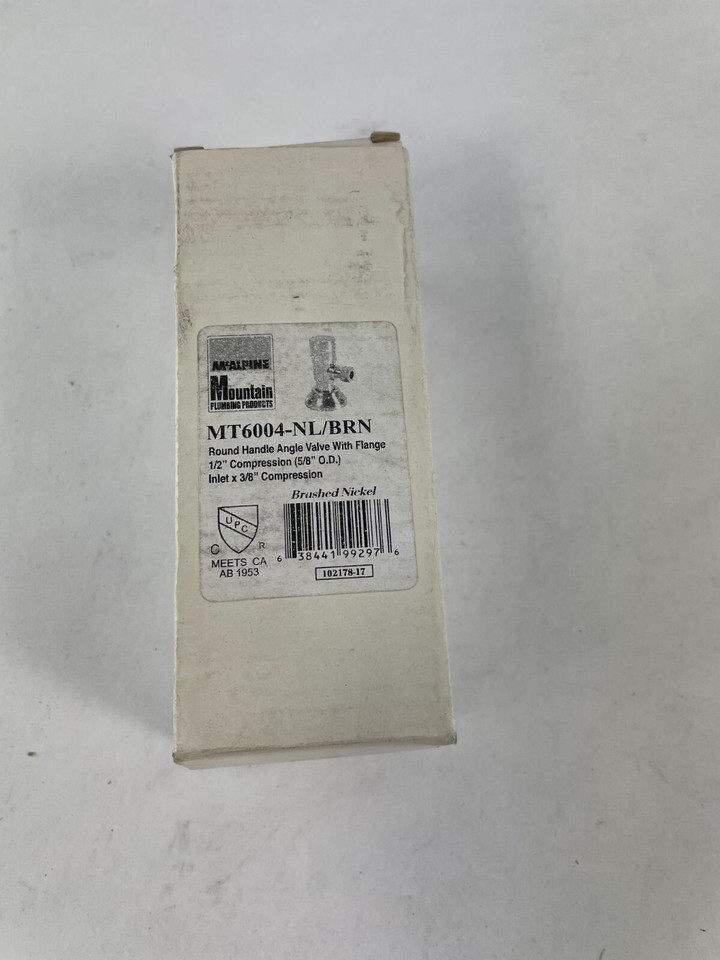 McALPINE
Mountain
PLUMBING PRODUCTS
MT6004-NL/BRN
Round Handle Angle Valve With Flange
1/2" Compression (5/8" O.D.)
Inlet x 3/8" Compression
Brushed Nickel
UPC
C R
MEETS CA
AB 1953
6 38441 99297 6
102178-17